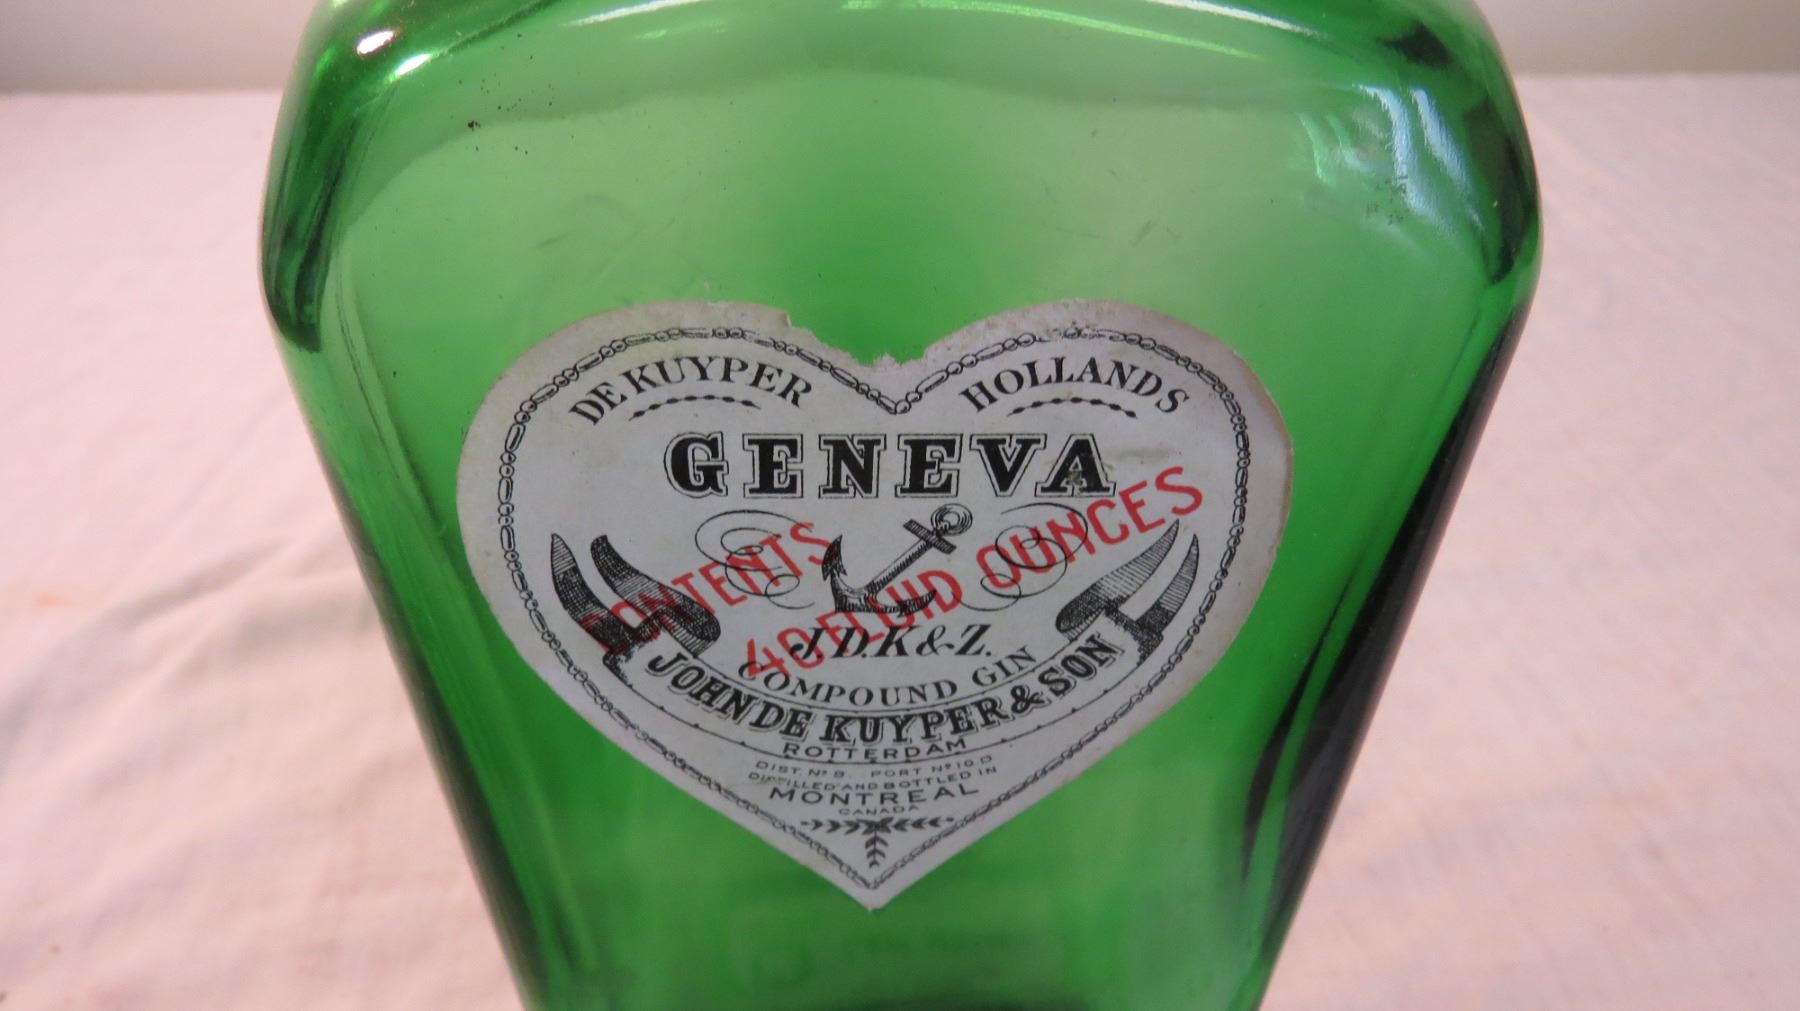 DE KUYPER HOLLANDS
GENEVA
CONTENTS
40 FLUID OUNCES
J.D.K & Z.
COMPOUND GIN
JOHN DE KUYPER & SON
ROTTERDAM
DIST. Nº 9. PORT Nº 10 D
DISTILLED AND BOTTLED IN
MONTREAL
CANADA